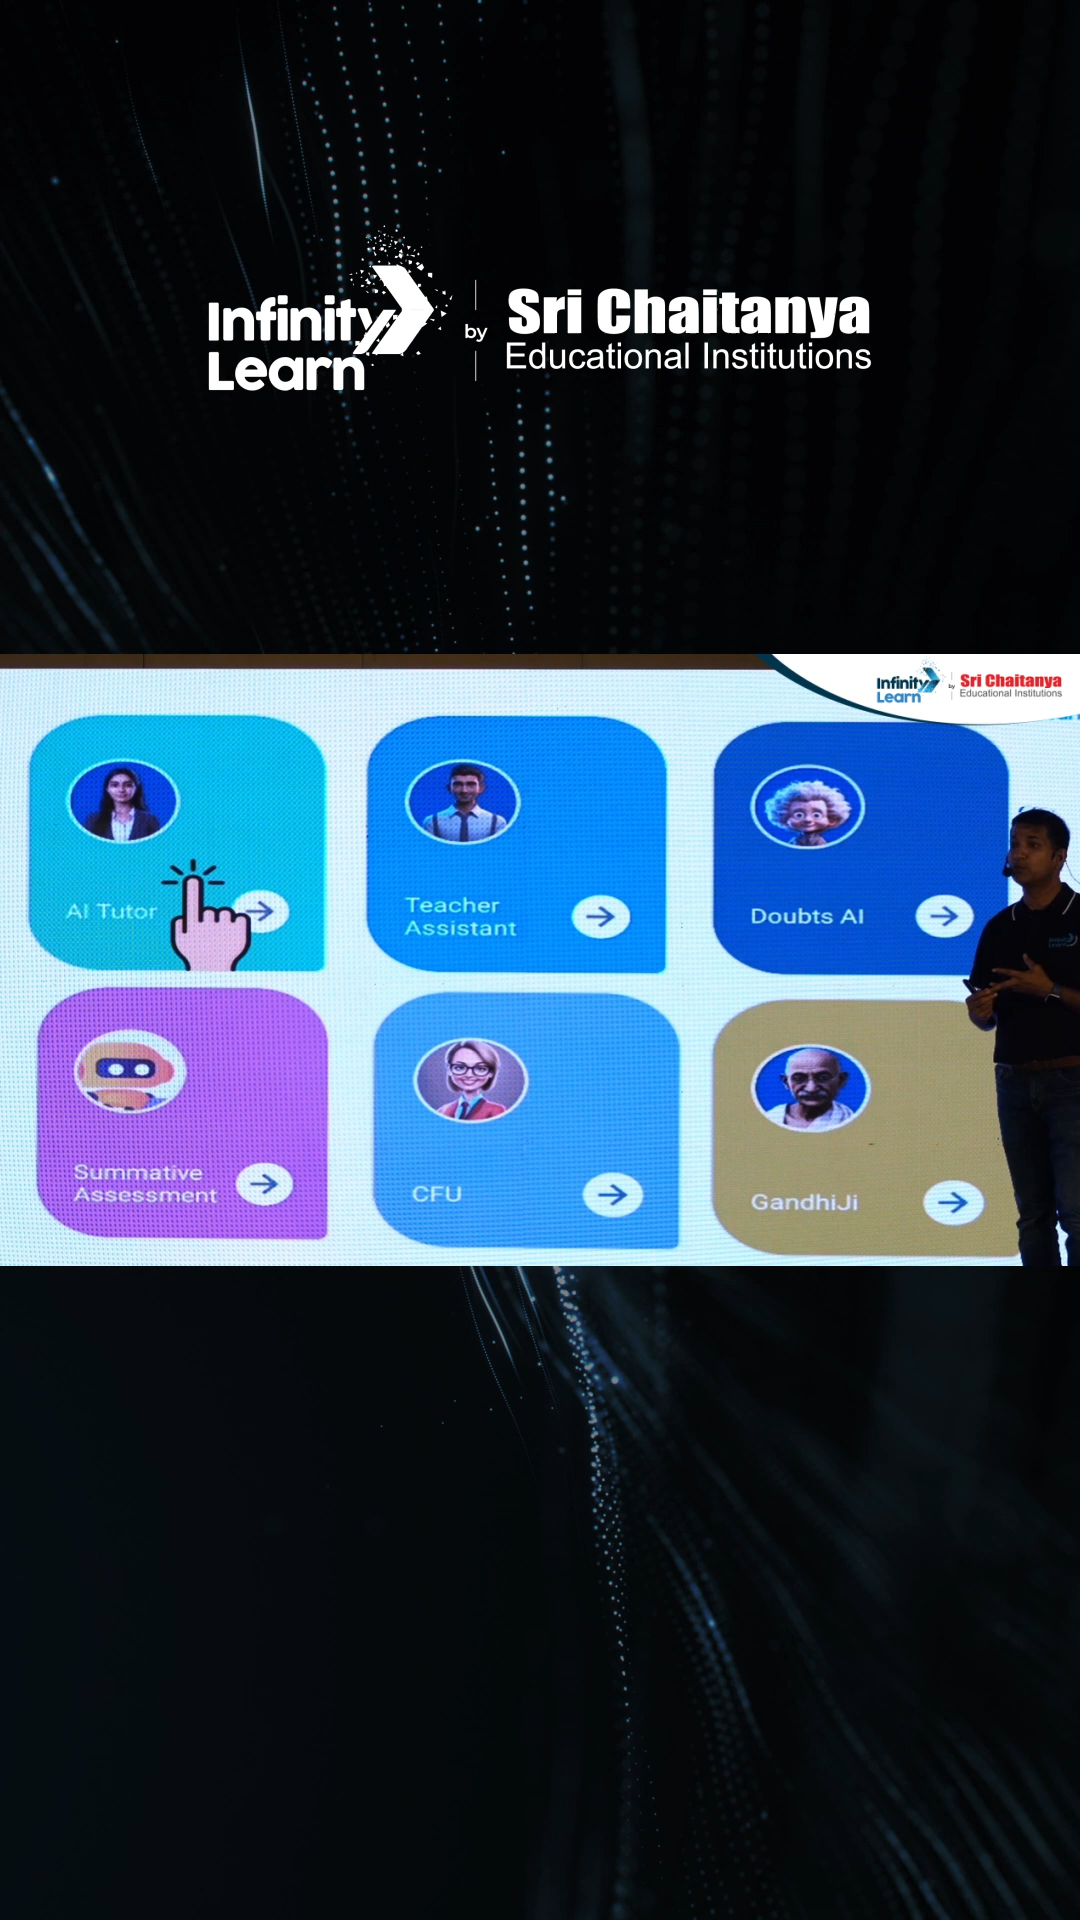 Infinity
Learn
by
Sri Chaitanya
Educational Institutions
Infinity
Learn
by
Sri Chaitanya
Educational Institutions
AI Tutor
Teacher
Assistant
Doubts AI
Summative
Assessment
CFU
GandhiJi